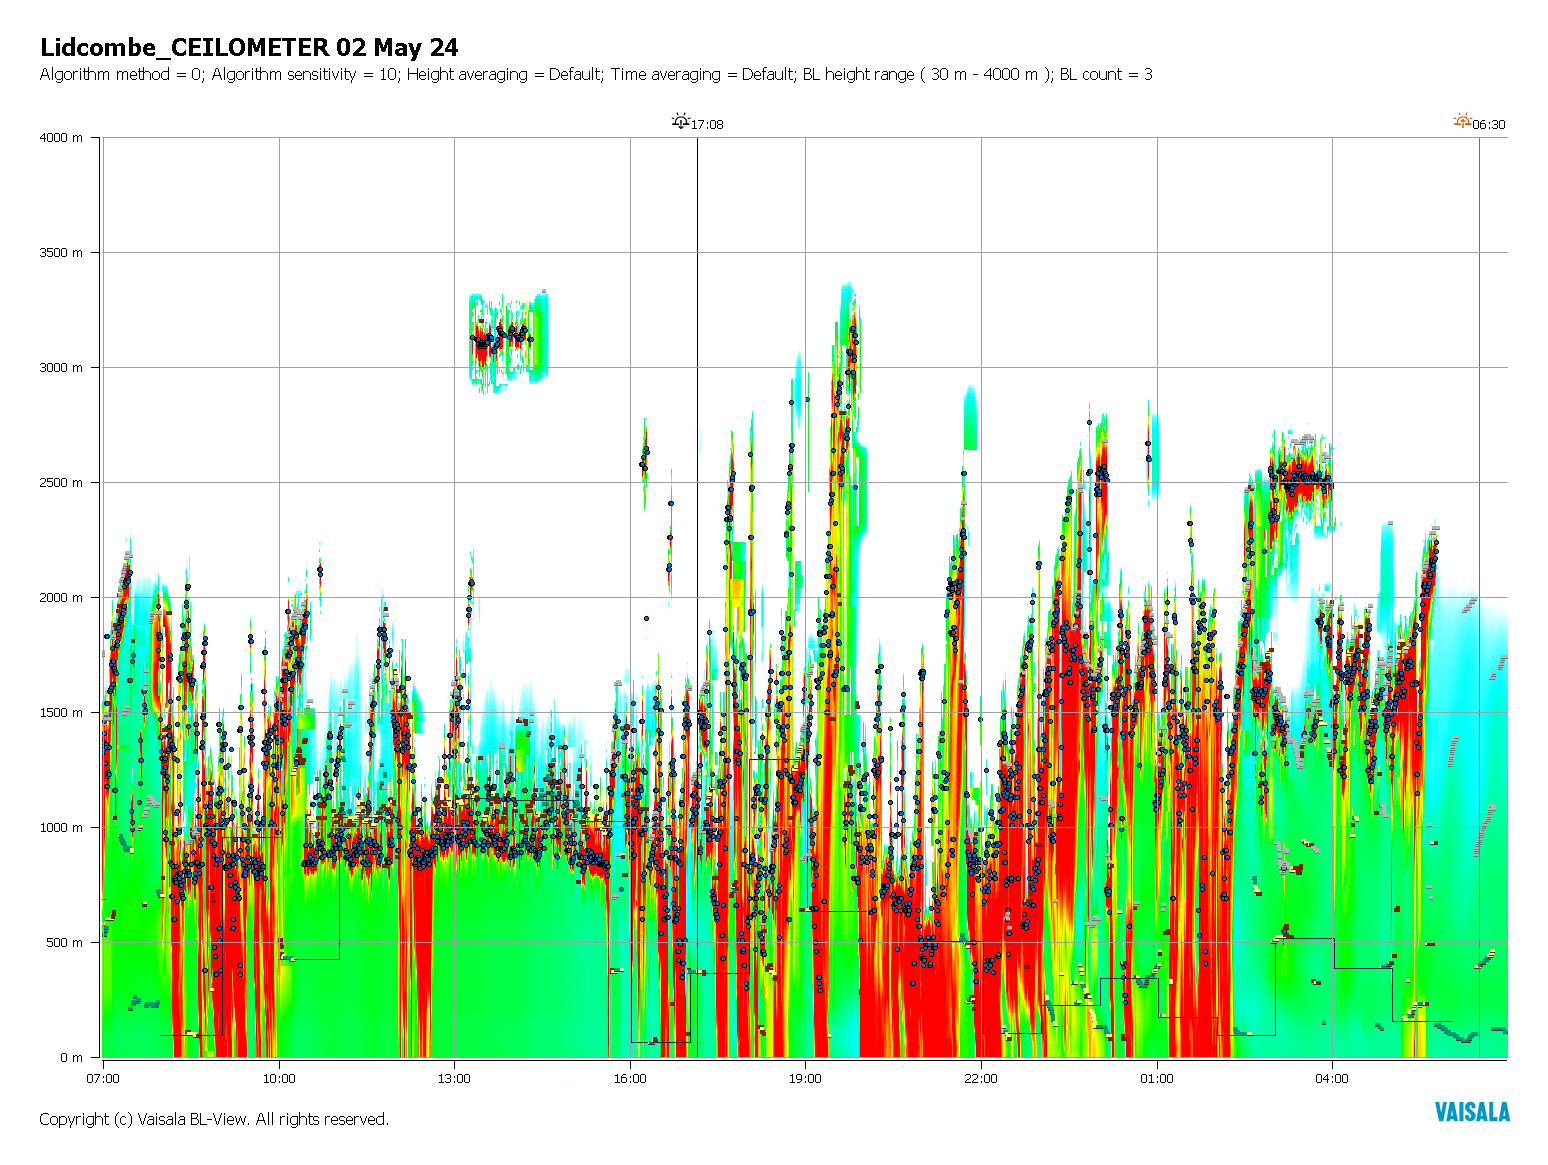 Lidcombe_CEILOMETER 02 May 24
Algorithm method = 0; Algorithm sensitivity = 10; Height averaging = Default; Time averaging = Default; BL height range ( 30 m - 4000 m ); BL count = 3
17:08
06:30
4000 m
3500 m
3000 m
2500 m
2000 m
1500 m
1000 m
500 m
0 m
07:00 10:00 13:00 16:00 19:00 22:00 01:00 04:00
Copyright (c) Vaisala BL-View. All rights reserved.
VAISALA